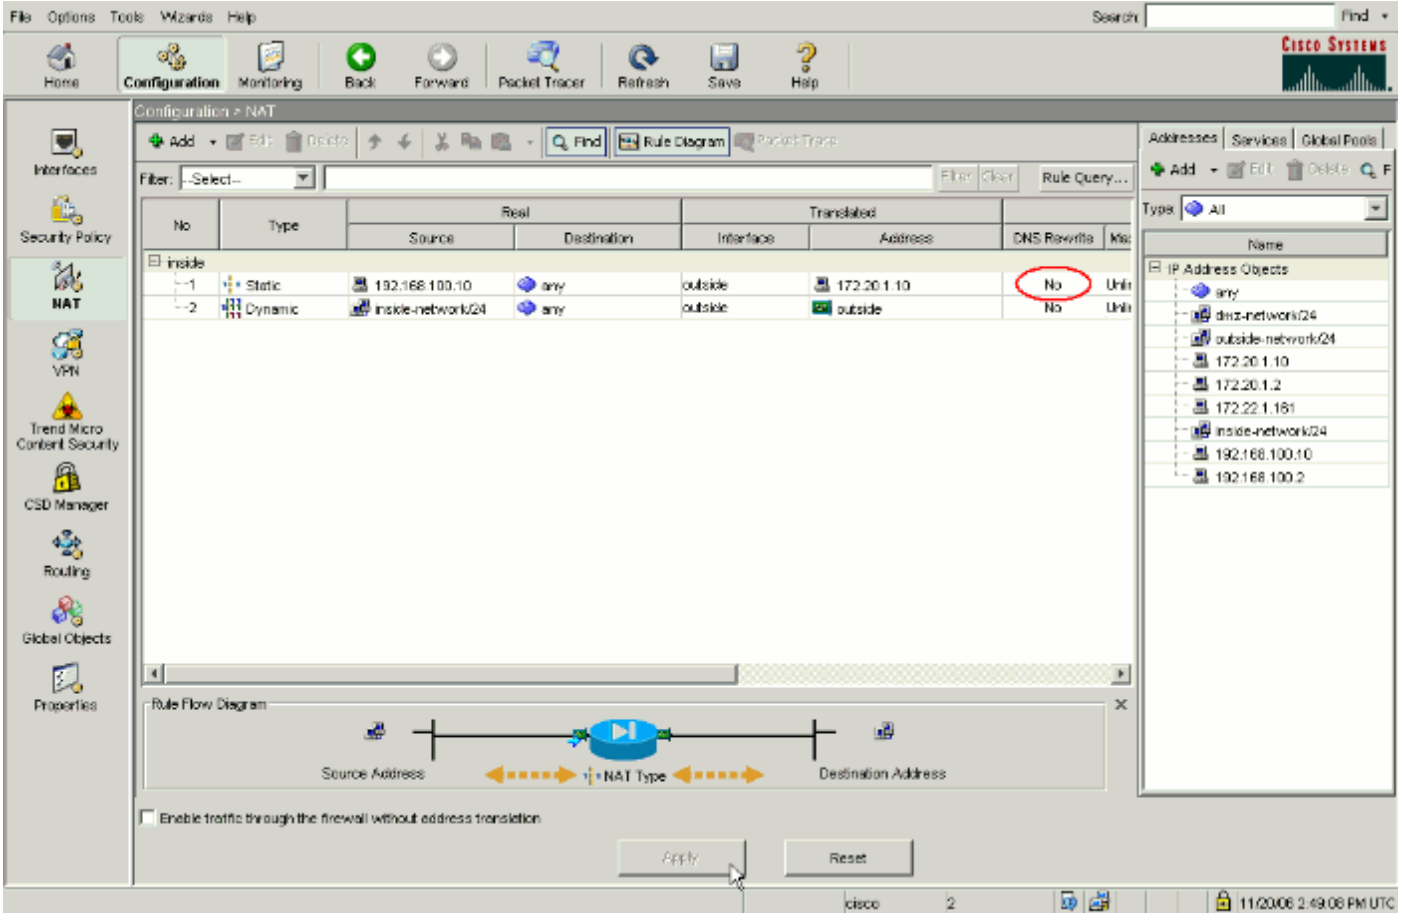 File Options Tools Wizards Help Search: Find
CISCO SYSTEMS
Home Configuration Monitoring Back Forward Packet Tracer Refresh Save Help
Configuration > NAT
Add Edit Delete Find Rule Diagram Packet Trace
Addresses Services Global Pools
Add Edit Delete F
Filter: --Select-- Filter Clear Rule Query...
Type: All
No Type Real Translated
Source Destination Interface Address DNS Rewrite
Name
inside
1 Static 192.168.100.10 any outside 172.20.1.10 No Unli
2 Dynamic inside-network/24 any outside outside No Unli
IP Address Objects
any
dmz-network/24
outside-network/24
172.20.1.10
172.20.1.2
172.22.1.161
inside-network/24
192.168.100.10
192.168.100.2
Interfaces
Security Policy
NAT
VPN
Trend Micro
Content Security
CSD Manager
Routing
Global Objects
Properties
Rule Flow Diagram
Source Address NAT Type Destination Address
Enable traffic through the firewall without address translation
Apply Reset
cisco 2 11/20/06 2:49:06 PM UTC